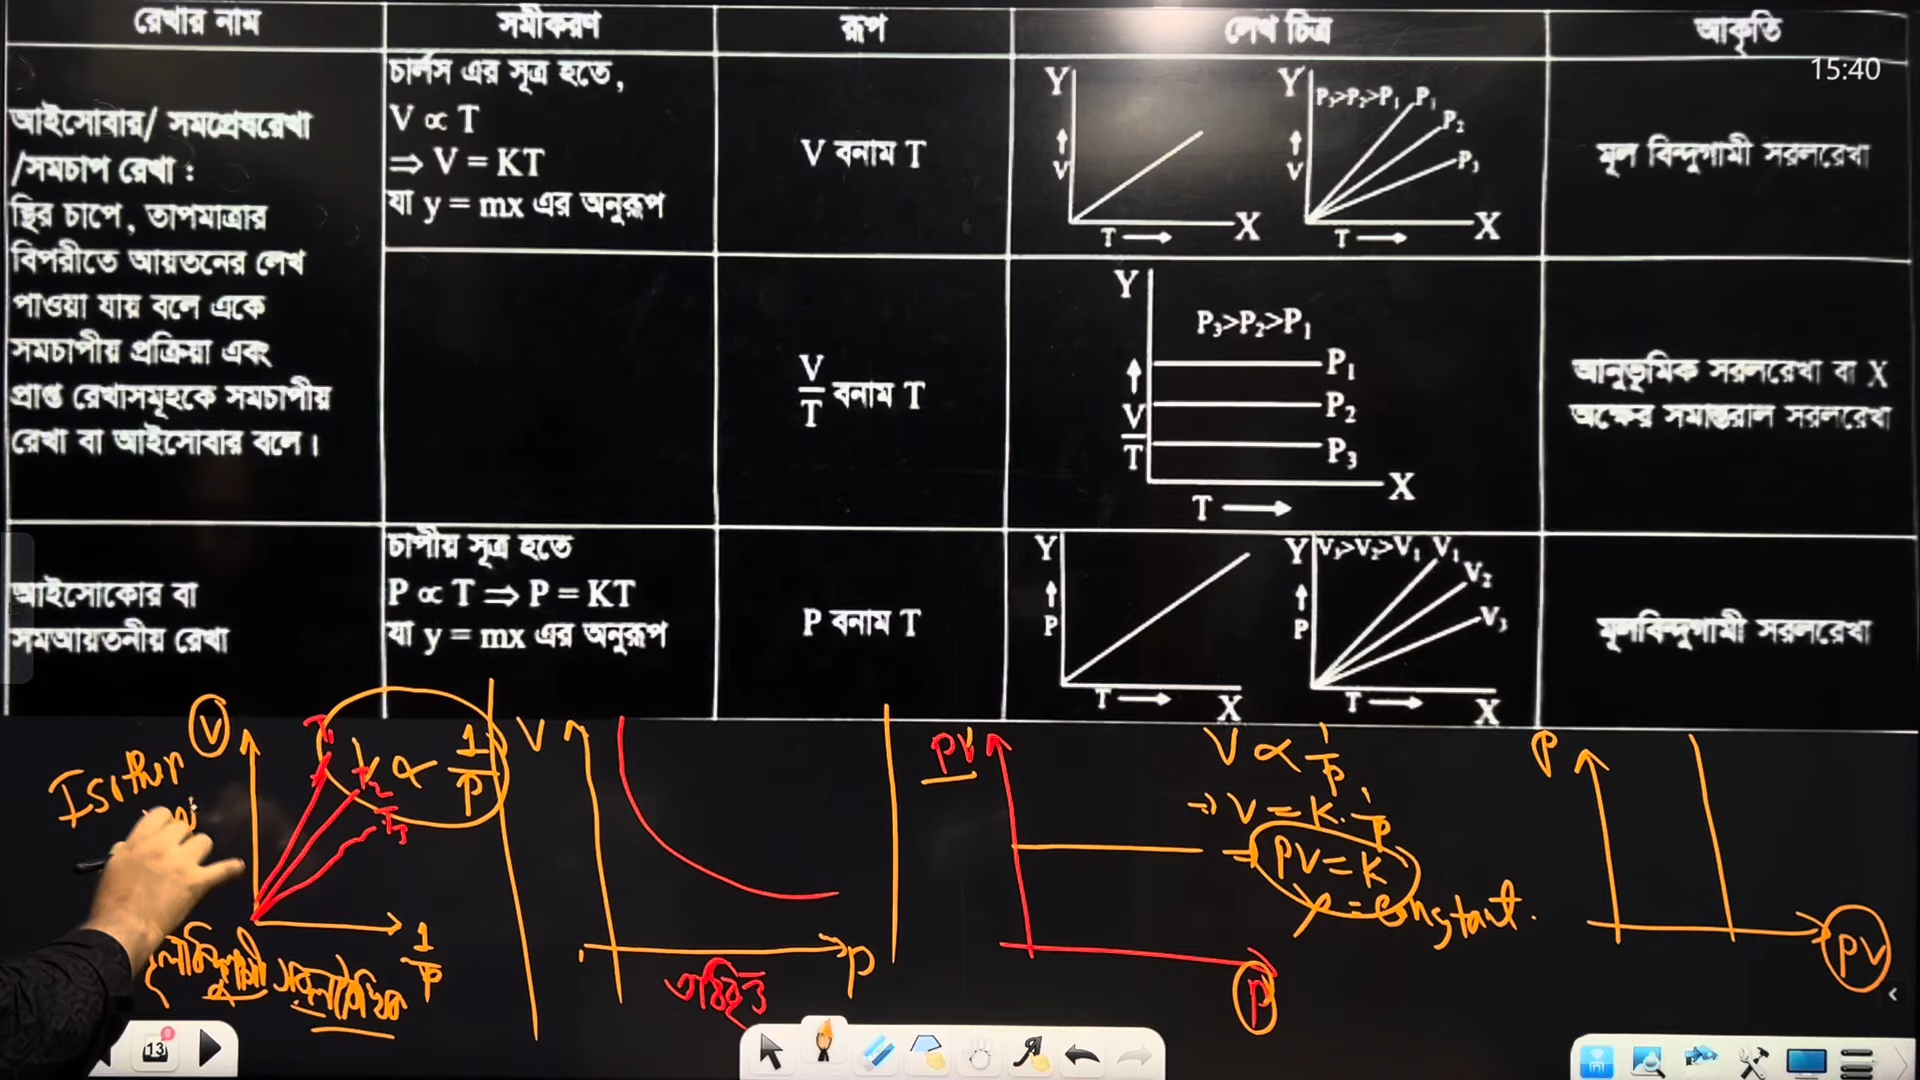 রেখার নাম
সমীকরণ
রূপ
লেখ চিত্র
আকৃতি
15:40
আইসোবার/ সমপ্রেষরেখা
/সমচাপ রেখা :
স্থির চাপে, তাপমাত্রার
বিপরীতে আয়তনের লেখ
পাওয়া যায় বলে একে
সমচাপীয় প্রক্রিয়া এবং
প্রাপ্ত রেখাসমূহকে সমচাপীয়
রেখা বা আইসোবার বলে।
চার্লস এর সূত্র হতে,
V ∝ T
⇒ V = KT
যা y = mx এর অনুরূপ
V বনাম T
Y
↑
V
T →
X
Y
P₃>P₂>P₁
P₁
P₂
P₃
↑
V
T →
X
মূল বিন্দুগামী সরলরেখা
V/T বনাম T
Y
P₃>P₂>P₁
P₁
P₂
P₃
↑
V/T
X
T →
আনুভূমিক সরলরেখা বা X
অক্ষের সমান্তরাল সরলরেখা
আইসোকোর বা
সমআয়তনীয় রেখা
চাপীয় সূত্র হতে
P ∝ T ⇒ P = KT
যা y = mx এর অনুরূপ
P বনাম T
Y
↑
P
T →
X
Y
V₃>V₂>V₁
V₁
V₂
V₃
↑
P
T →
X
মূলবিন্দুগামী সরলরেখা
V
T₁
T₂
T₃
V ∝ 1/P
1/P
V
P
PV
P
V ∝ 1/P
⇒ V = K. 1/P
PV = K
y = Constant.
P
PV
13